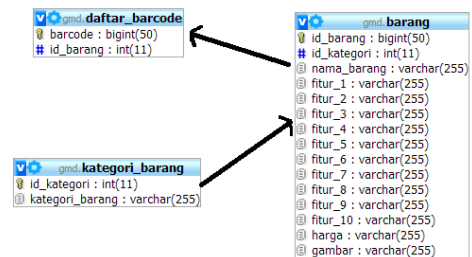 gmd.daftar_barcode
barcode : bigint(50)
# id_barang : int(11)
gmd.barang
id_barang : bigint(50)
# id_kategori : int(11)
nama_barang : varchar(255)
fitur_1 : varchar(255)
fitur_2 : varchar(255)
fitur_3 : varchar(255)
fitur_4 : varchar(255)
fitur_5 : varchar(255)
fitur_6 : varchar(255)
fitur_7 : varchar(255)
fitur_8 : varchar(255)
fitur_9 : varchar(255)
fitur_10 : varchar(255)
harga : varchar(255)
gambar : varchar(255)
gmd.kategori_barang
id_kategori : int(11)
kategori_barang : varchar(255)